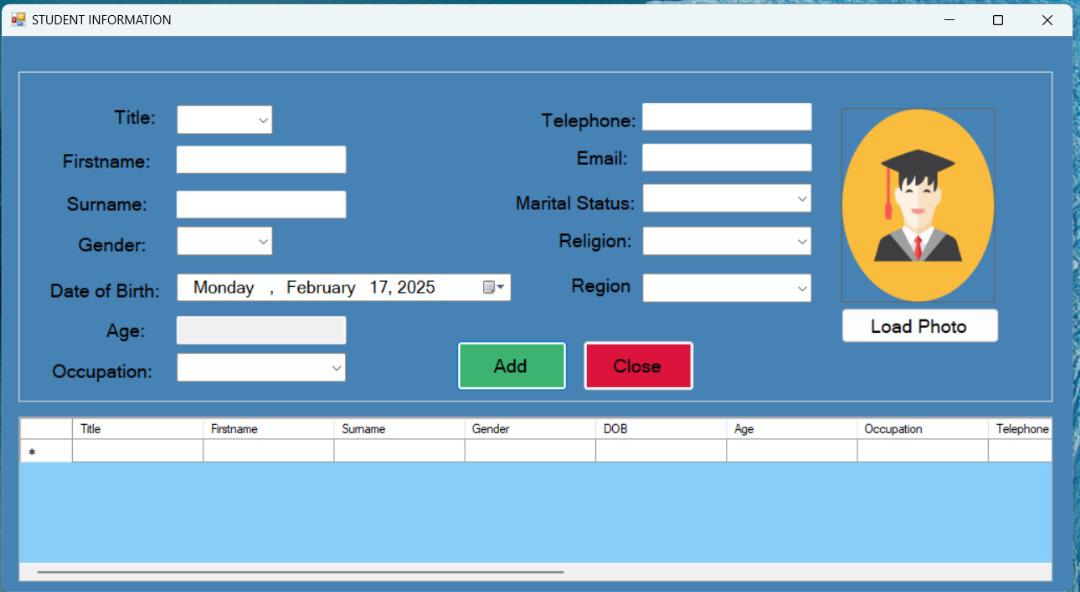 STUDENT INFORMATION
Title:
Firstname:
Surname:
Gender:
Date of Birth: Monday , February 17, 2025
Age:
Occupation:
Telephone:
Email:
Marital Status:
Religion:
Region
Load Photo
Add Close
Title Firstname Surname Gender DOB Age Occupation Telephone
*